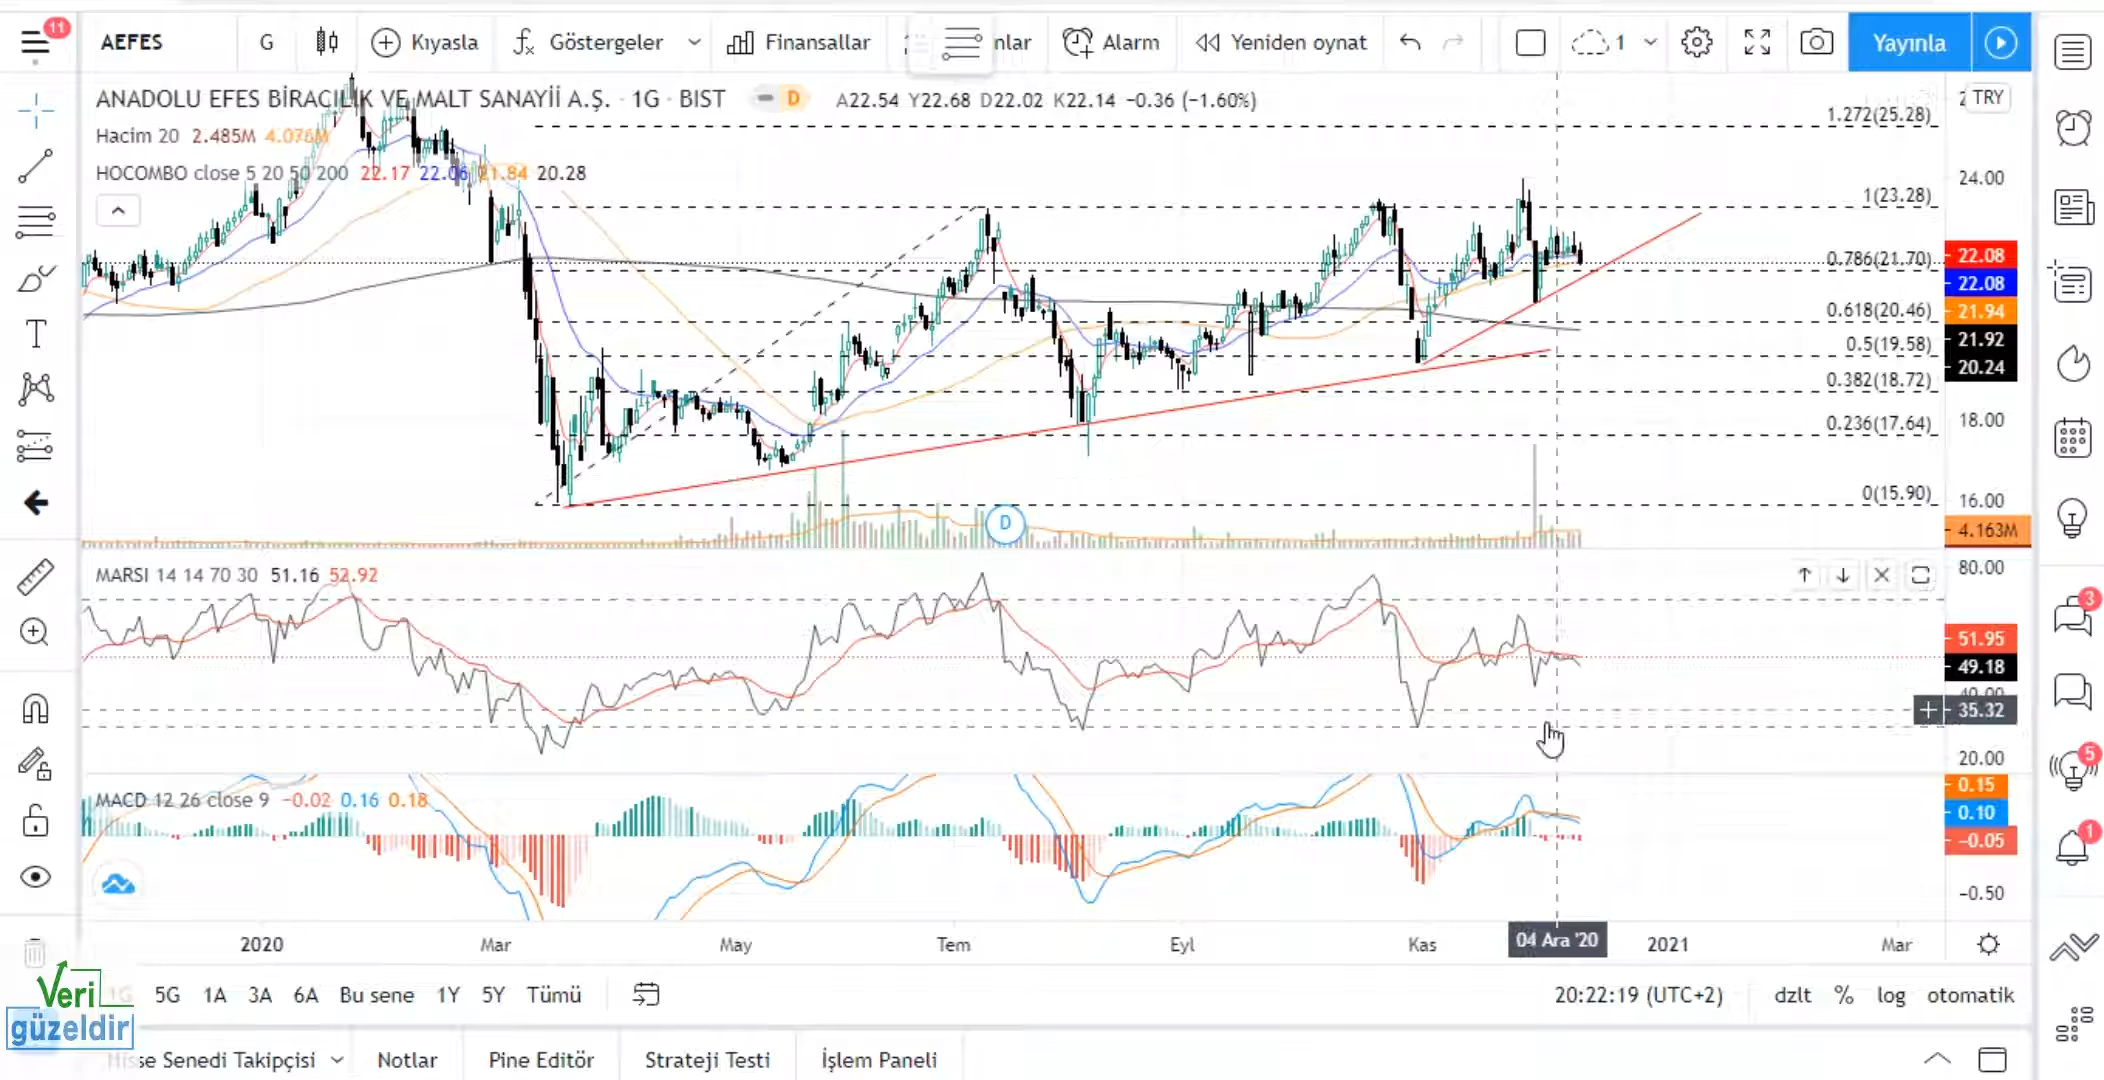 11
AEFES
G
Kıyasla
Göstergeler
Finansallar
nlar
Alarm
Yeniden oynat
1
Yayınla
ANADOLU EFES BİRACILIK VE MALT SANAYİİ A.Ş. · 1G · BIST
D
A22.54 Y22.68 D22.02 K22.14 −0.36 (−1.60%)
TRY
Hacim 20 2.485M 4.076M
HOCOMBO close 5 20 50 200 22.17 22.06 21.84 20.28
1.272(25.28)
24.00
1(23.28)
0.786(21.70)
22.08
22.08
21.94
0.618(20.46)
21.92
0.5(19.58)
20.24
0.382(18.72)
0.236(17.64)
18.00
0(15.90)
16.00
D
4.163M
MARSI 14 14 70 30 51.16 52.92
80.00
51.95
49.18
40.00
35.32
20.00
MACD 12 26 close 9 −0.02 0.16 0.18
0.15
0.10
−0.05
−0.50
3
5
1
2020
Mar
May
Tem
Eyl
Kas
04 Ara '20
2021
Mar
Veri
güzeldir
1G
5G
1A
3A
6A
Bu sene
1Y
5Y
Tümü
20:22:19 (UTC+2)
dzlt
%
log
otomatik
Hisse Senedi Takipçisi
Notlar
Pine Editör
Strateji Testi
İşlem Paneli